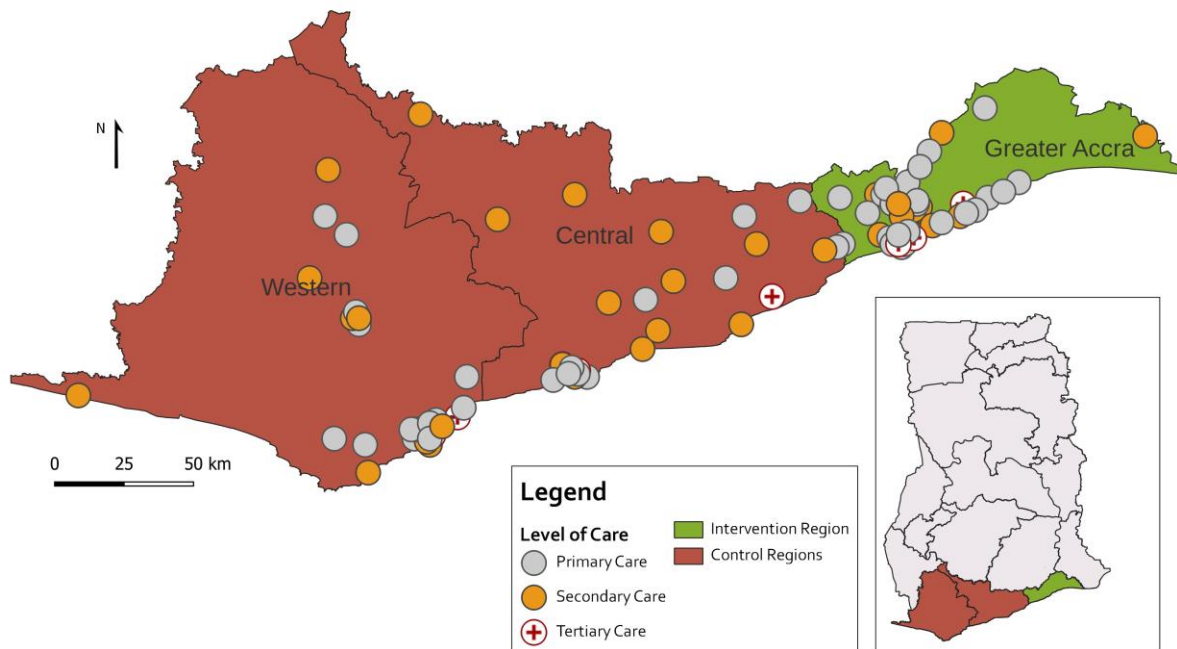 N
Greater Accra
Central
Western
0 25 50 km
Legend
Level of Care
Primary Care
Secondary Care
Tertiary Care
Intervention Region
Control Regions